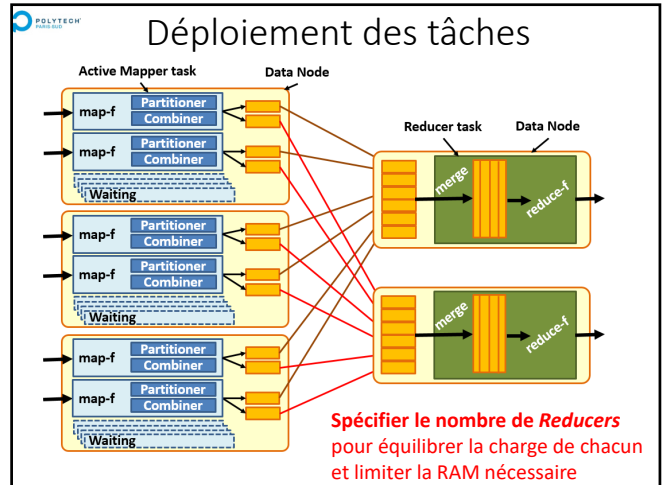 POLYTECH
PARIS-SUD
Déploiement des tâches
Active Mapper task
Data Node
map-f
Partitioner
Combiner
map-f
Partitioner
Combiner
Waiting
map-f
Partitioner
Combiner
map-f
Partitioner
Combiner
Waiting
map-f
Partitioner
Combiner
map-f
Partitioner
Combiner
Waiting
Reducer task
Data Node
merge
reduce-f
merge
reduce-f
Spécifier le nombre de Reducers
pour équilibrer la charge de chacun
et limiter la RAM nécessaire